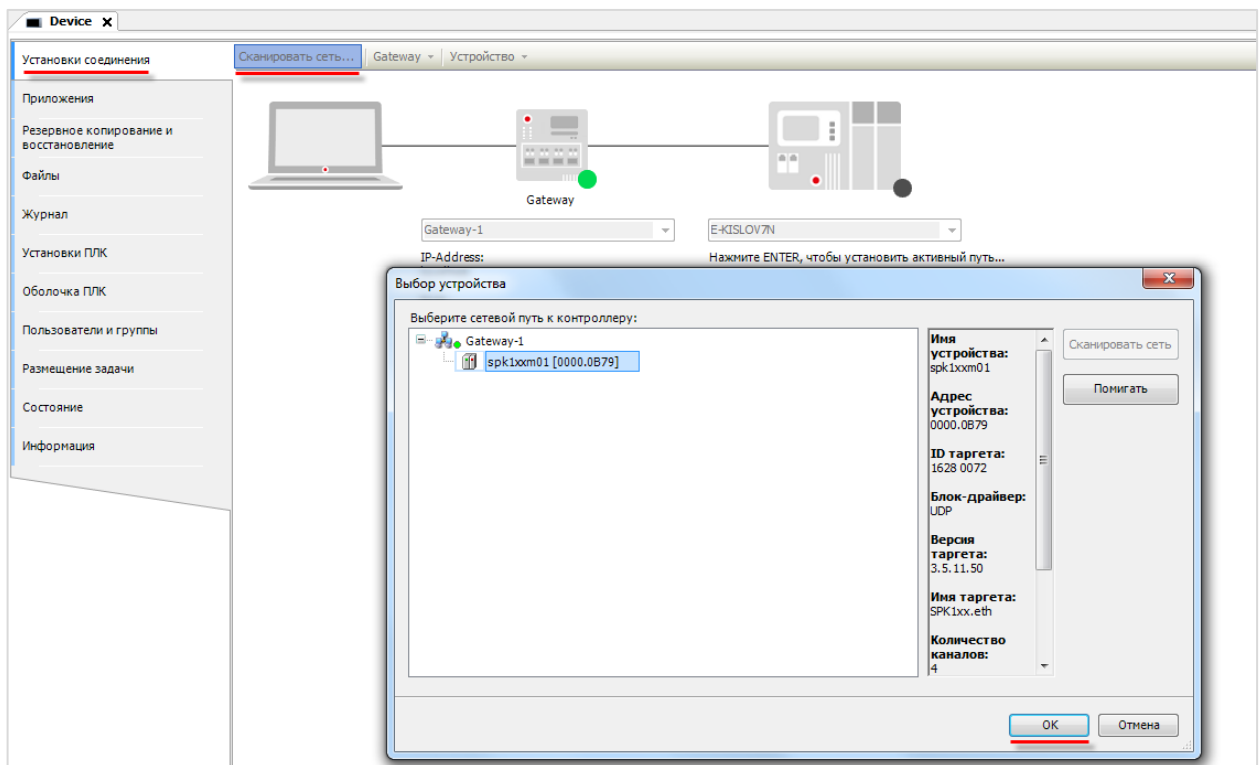 Device X
Установки соединения
Сканировать сеть... Gateway Устройство
Приложения
Резервное копирование и
восстановление
Файлы
Журнал
Установки ПЛК
Оболочка ПЛК
Пользователи и группы
Размещение задачи
Состояние
Информация
Gateway
Gateway-1
E-KISLOV7N
IP-Address:
Нажмите ENTER, чтобы установить активный путь...
Выбор устройства
Выберите сетевой путь к контроллеру:
Gateway-1
spk1xxm01 [0000.0B79]
Имя
устройства:
spk1xxm01
Адрес
устройства:
0000.0B79
ID таргета:
1628 0072
Блок-драйвер:
UDP
Версия
таргета:
3.5.11.50
Имя таргета:
SPK1xx.eth
Количество
каналов:
4
Сканировать сеть
Помигать
OK
Отмена